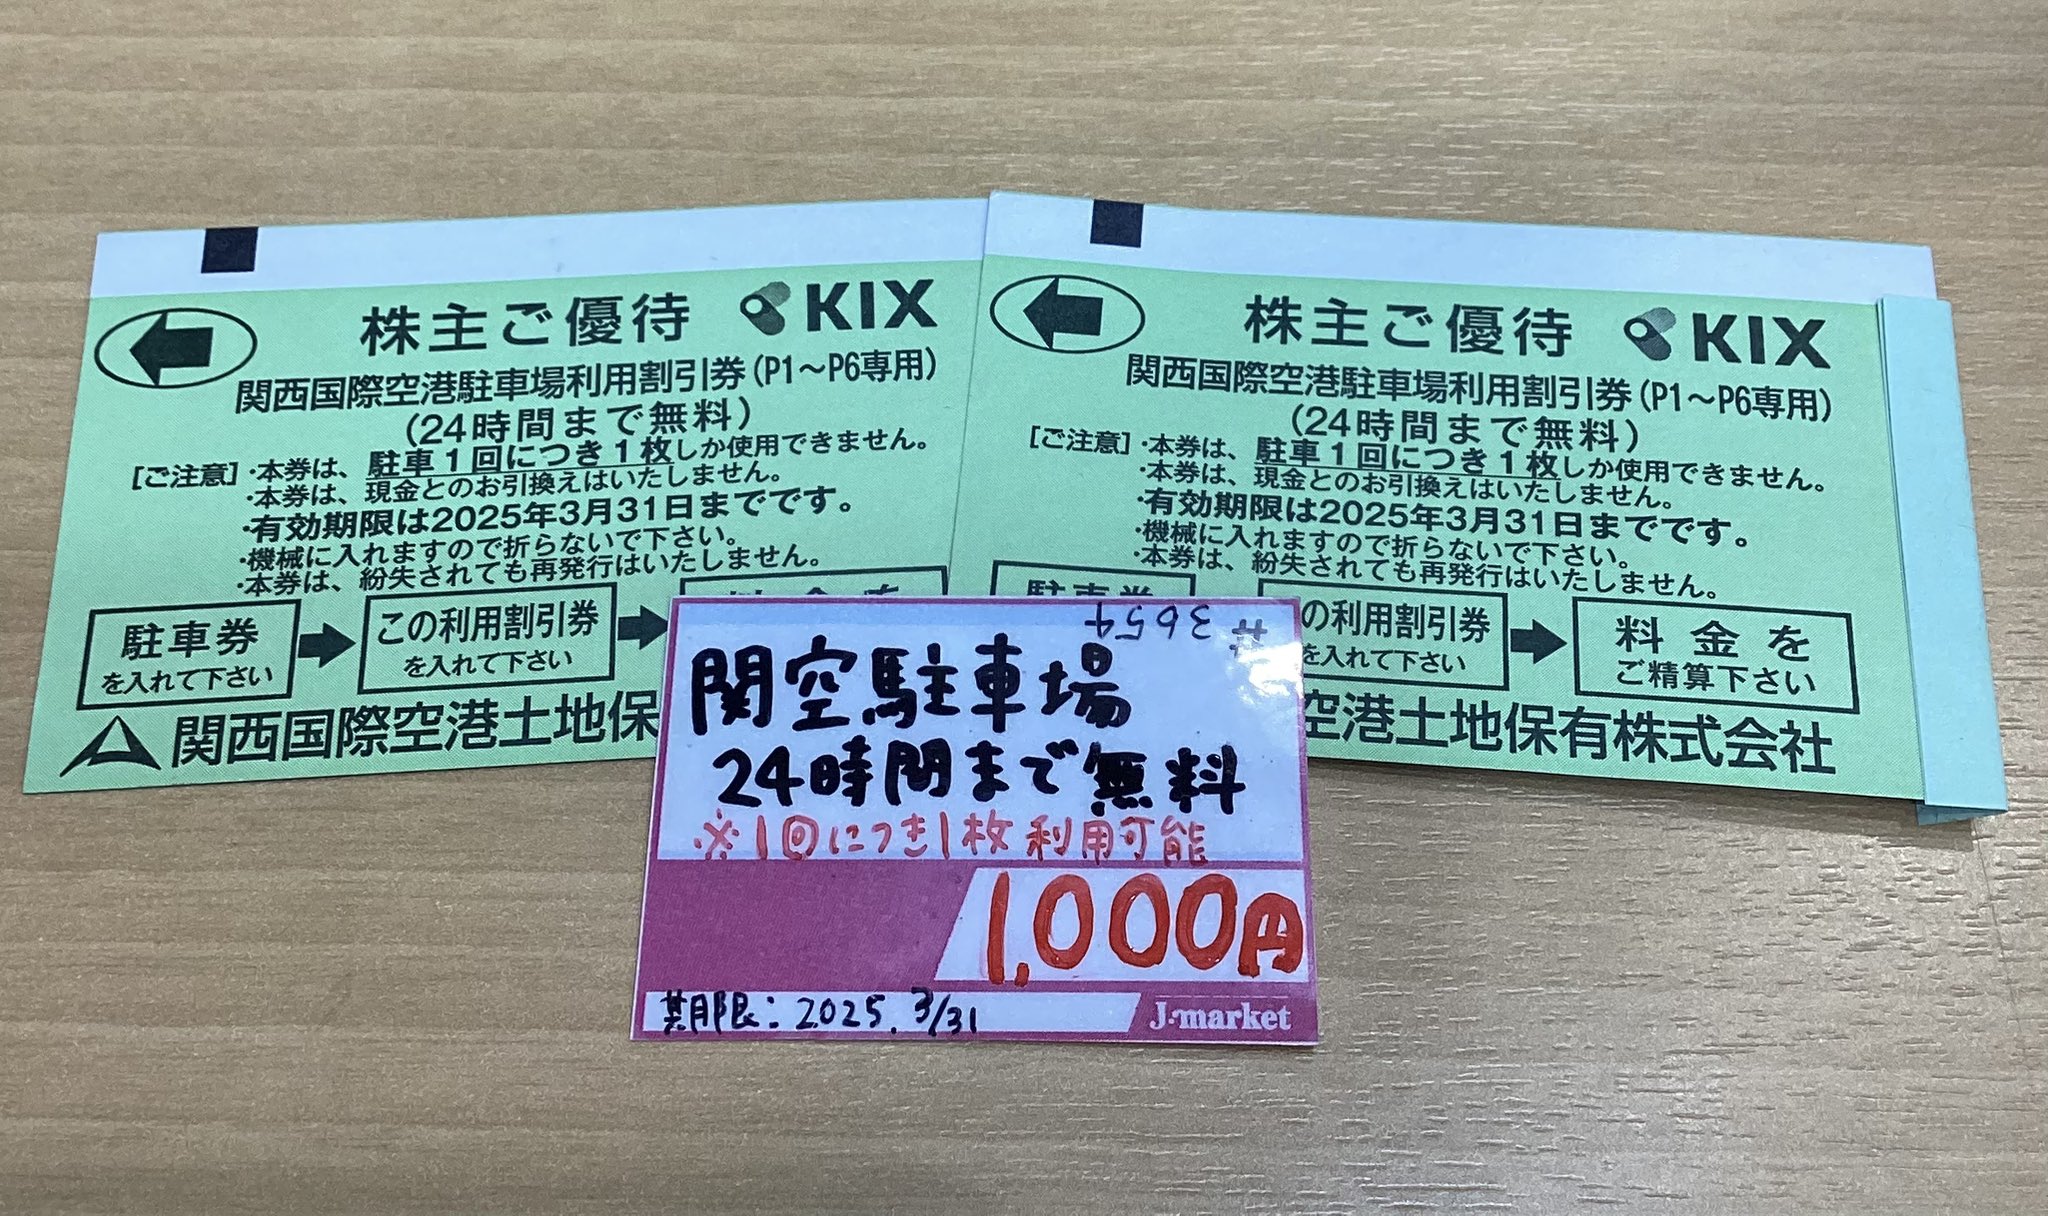 株主ご優待 KIX
関西国際空港駐車場利用割引券(P1～P6専用)
(24時間まで無料)
[ご注意]・本券は、駐車1回につき1枚しか使用できません。
・本券は、現金とのお引換えはいたしません。
・有効期限は2025年3月31日までです。
・機械に入れますので折らないで下さい。
・本券は、紛失されても再発行はいたしません。
駐車券
を入れて下さい
この利用割引券
を入れて下さい
関西国際空港土地保
株主ご優待 KIX
関西国際空港駐車場利用割引券(P1～P6専用)
(24時間まで無料)
[ご注意]・本券は、駐車1回につき1枚しか使用できません。
・本券は、現金とのお引換えはいたしません。
・有効期限は2025年3月31日までです。
・機械に入れますので折らないで下さい。
・本券は、紛失されても再発行はいたしません。
駐車券
の利用割引券
を入れて下さい
料金を
ご精算下さい
空港土地保有株式会社
#3654
関空駐車場
24時間まで無料
※1回につき1枚利用可能
1,000円
期限:2025.3/31
J・market